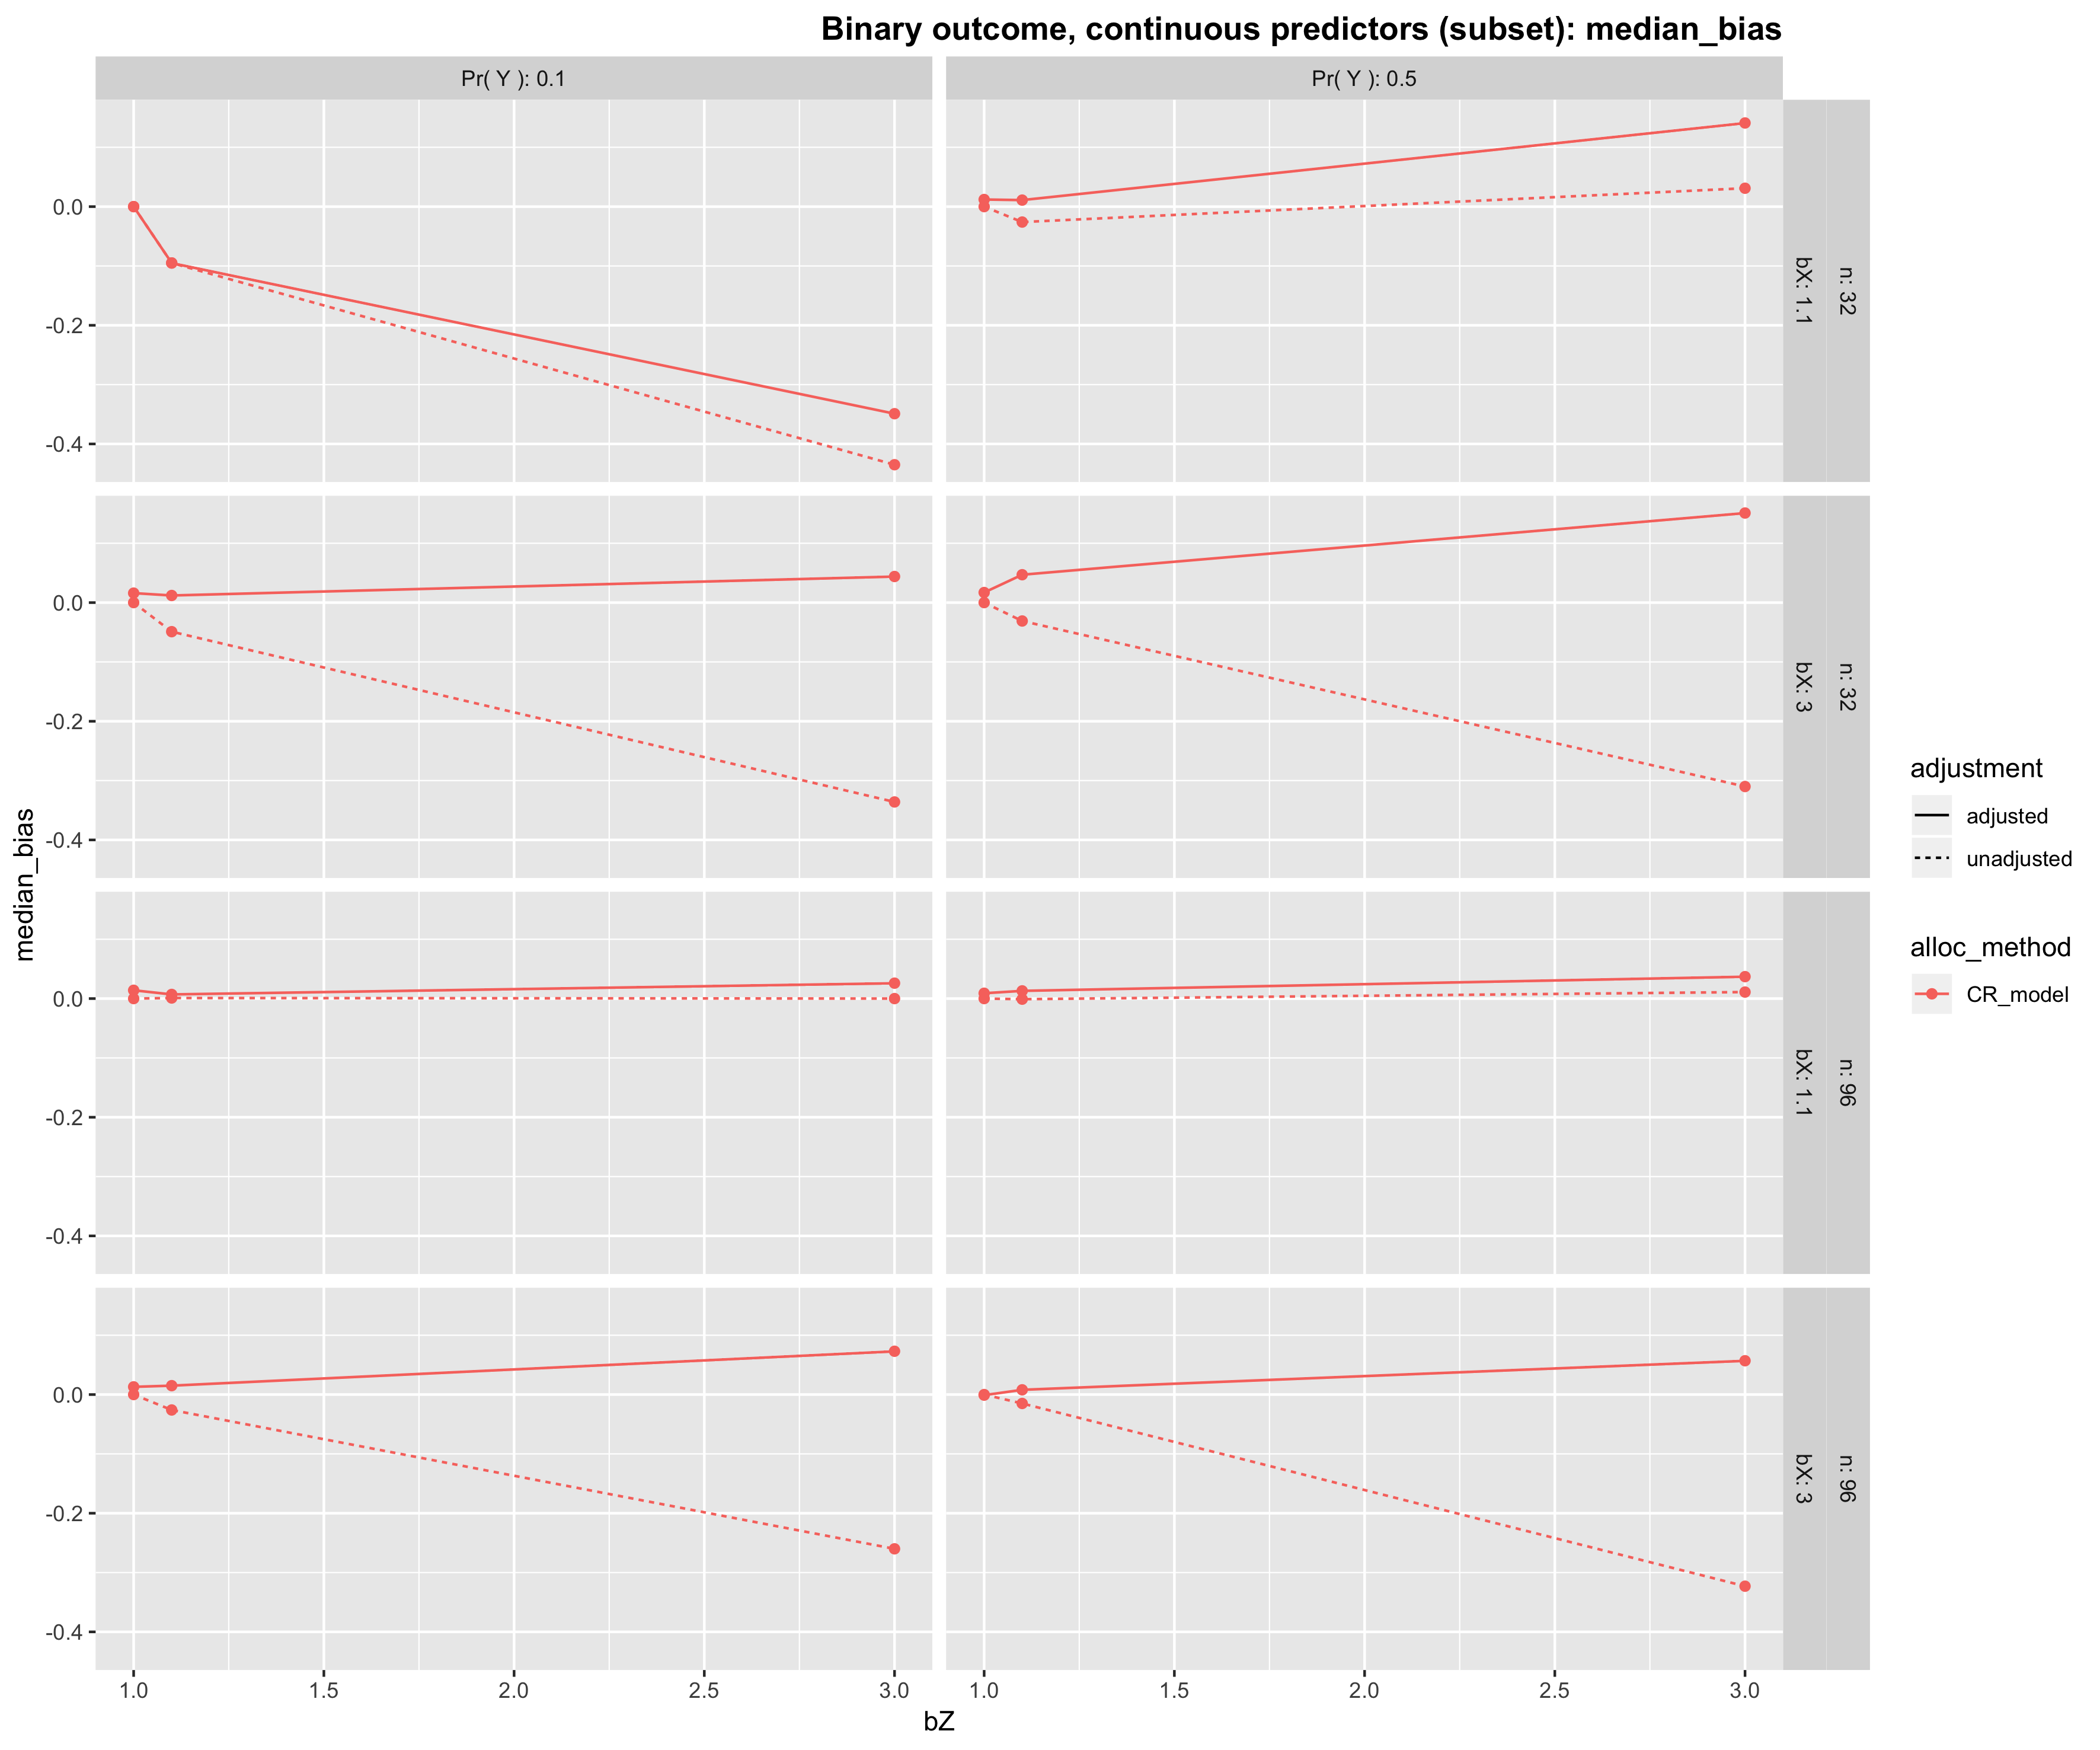 Binary outcome, continuous predictors (subset): median_bias
Pr( Y ): 0.1
Pr( Y ): 0.5
0.0
-0.2
-0.4
bX: 1.1
n: 32
0.0
-0.2
-0.4
bX: 3
n: 32
0.0
-0.2
-0.4
bX: 1.1
n: 96
0.0
-0.2
-0.4
bX: 3
n: 96
median_bias
1.0 1.5 2.0 2.5 3.0
1.0 1.5 2.0 2.5 3.0
bZ
adjustment
adjusted
unadjusted
alloc_method
CR_model